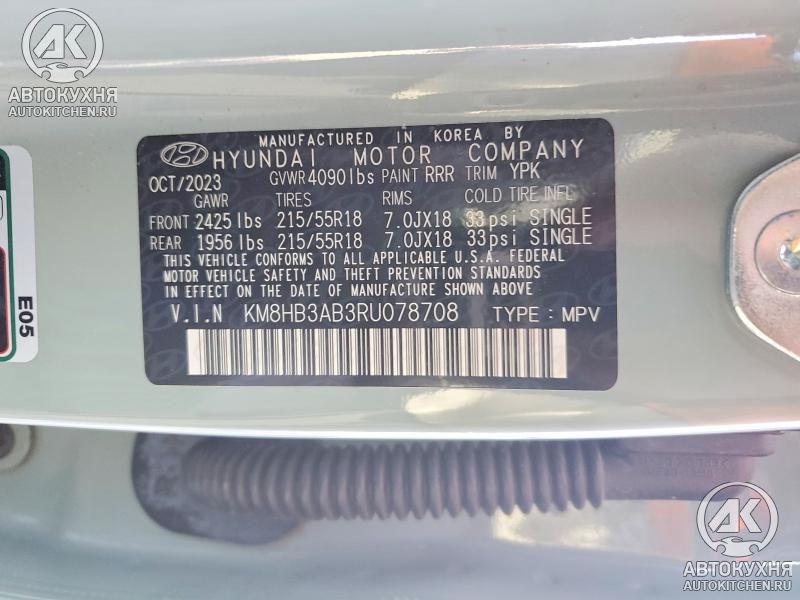 АВТОКУХНЯ
AUTOKITCHEN.RU
MANUFACTURED IN KOREA BY
HYUNDAI MOTOR COMPANY
OCT/2023 GVWR 4090lbs PAINT RRR TRIM YPK
GAWR TIRES RIMS COLD TIRE INFL
FRONT 2425 lbs 215/55R18 7.0JX18 33psi SINGLE
REAR 1956 lbs 215/55R18 7.0JX18 33psi SINGLE
THIS VEHICLE CONFORMS TO ALL APPLICABLE U.S.A. FEDERAL
MOTOR VEHICLE SAFETY AND THEFT PREVENTION STANDARDS
IN EFFECT ON THE DATE OF MANUFACTURE SHOWN ABOVE
V.I.N KM8HB3AB3RU078708 TYPE : MPV
E05
АВТОКУХНЯ
AUTOKITCHEN.RU